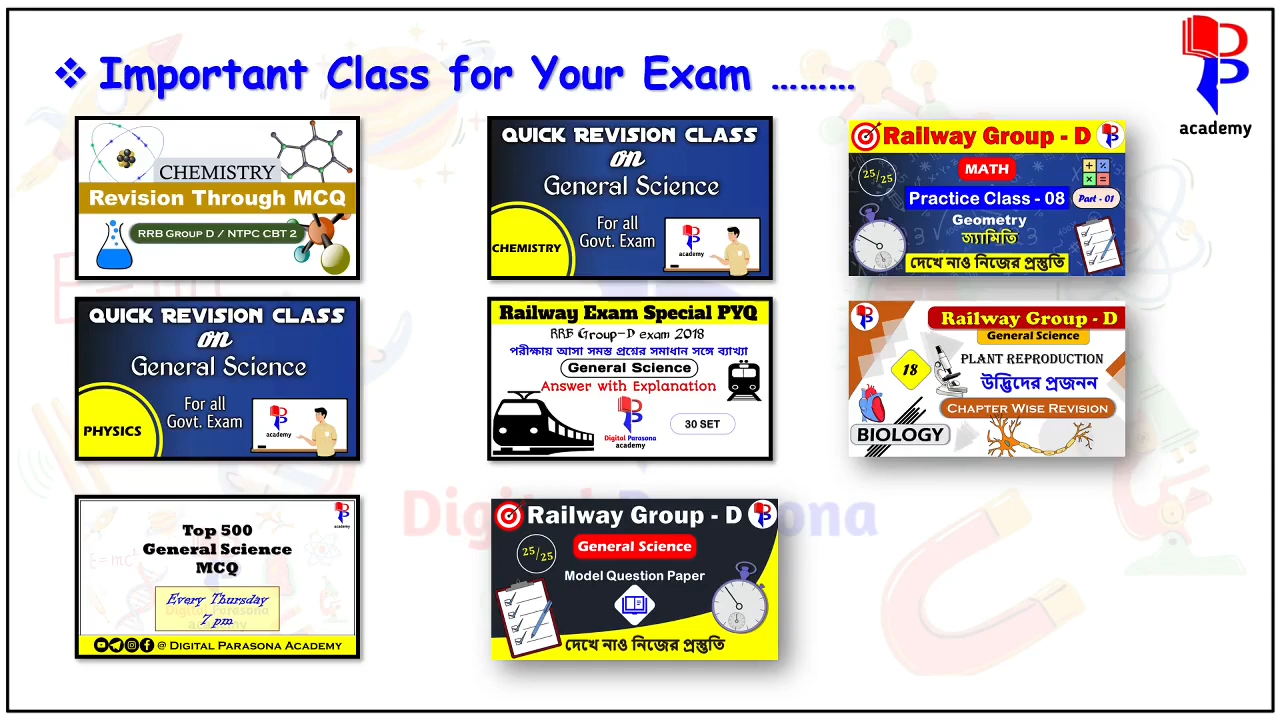 ❖ Important Class for Your Exam ………
academy
CHEMISTRY
Revision Through MCQ
RRB Group D / NTPC CBT 2
QUICK REVISION CLASS
on
General Science
For all
Govt. Exam
CHEMISTRY
academy
Railway Group - D
25/25
MATH
Practice Class - 08
Part - 01
Geometry
জ্যামিতি
দেখে নাও নিজের প্রস্তুতি
QUICK REVISION CLASS
on
General Science
For all
Govt. Exam
PHYSICS
academy
Railway Exam Special PYQ
RRB Group-D exam 2018
পরীক্ষায় আসা সমস্ত প্রশ্নের সমাধান সঙ্গে ব্যাখ্যা
General Science
Answer with Explanation
Digital Parasona
academy
30 SET
Railway Group - D
General Science
18
PLANT REPRODUCTION
উদ্ভিদের প্রজনন
Chapter Wise Revision
BIOLOGY
academy
Top 500
General Science
MCQ
E=mc²
Every Thursday
7 pm
@ Digital Parasona Academy
Railway Group - D
25/25
General Science
Model Question Paper
দেখে নাও নিজের প্রস্তুতি
Digital Parasona